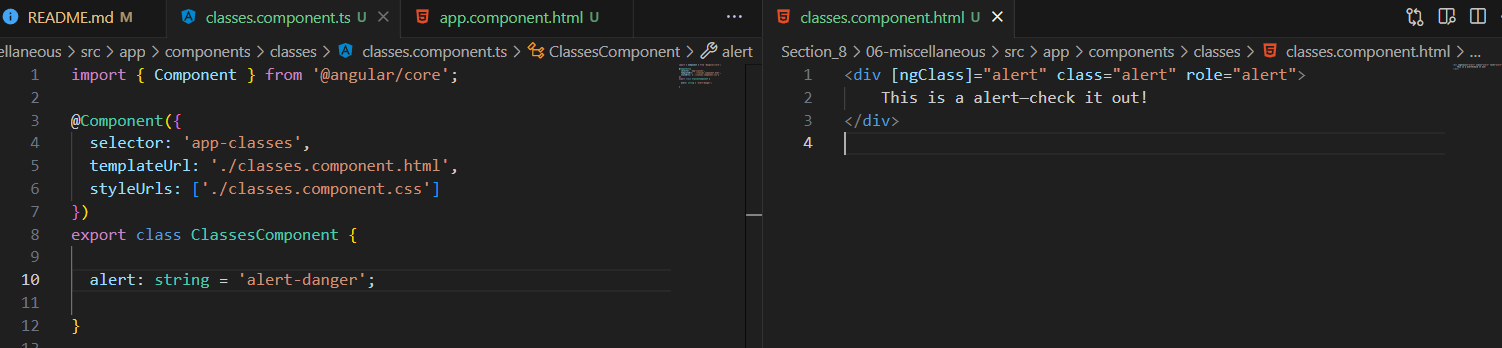 README.md M
classes.component.ts U
app.component.html U
...
ellaneous > src > app > components > classes > classes.component.ts > ClassesComponent > alert
1 import { Component } from '@angular/core';
2
3 @Component({
4 selector: 'app-classes',
5 templateUrl: './classes.component.html',
6 styleUrls: ['./classes.component.css']
7 })
8 export class ClassesComponent {
9
10 alert: string = 'alert-danger';
11
12 }
13
classes.component.html U
Section_8 > 06-miscellaneous > src > app > components > classes > classes.component.html > ...
1 <div [ngClass]="alert" class="alert" role="alert">
2 This is a alert—check it out!
3 </div>
4